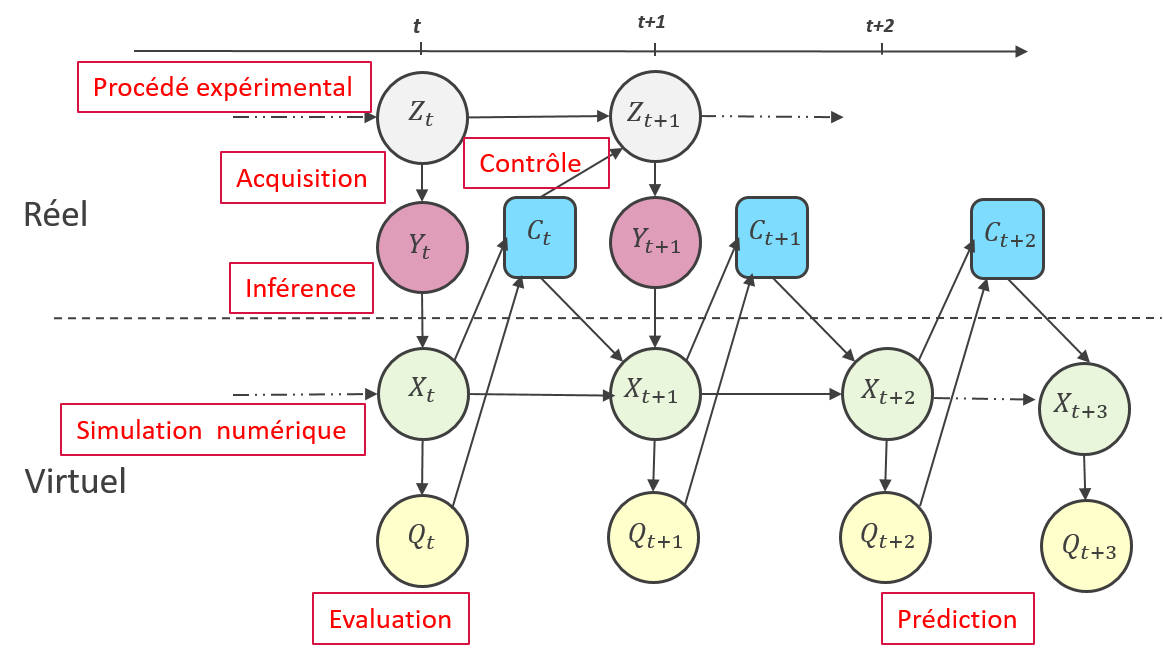 t t+1 t+2
Procédé expérimental
Z_t Z_{t+1}
Contrôle
Acquisition
Réel
Y_t C_t Y_{t+1} C_{t+1} C_{t+2}
Inférence
X_t X_{t+1} X_{t+2} X_{t+3}
Simulation numérique
Virtuel
Q_t Q_{t+1} Q_{t+2} Q_{t+3}
Evaluation Prédiction